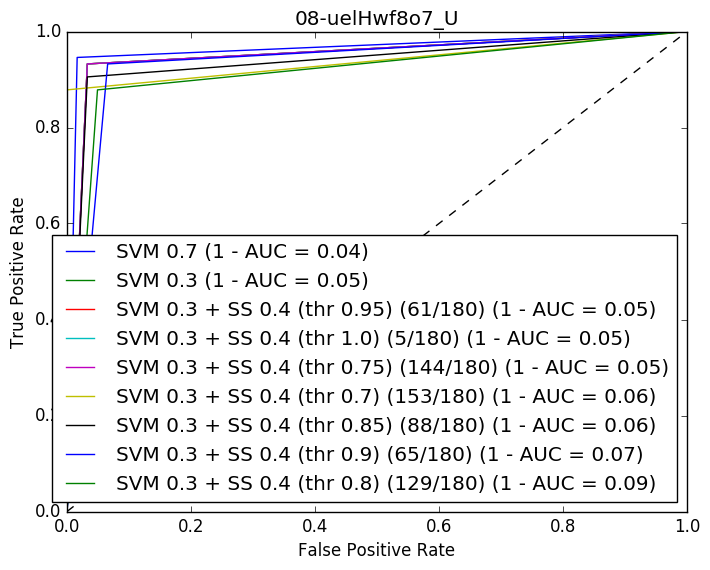 08-uelHwf8o7_U
1.0
0.8
0.6
0.4
0.2
0.0
True Positive Rate
SVM 0.7 (1 - AUC = 0.04)
SVM 0.3 (1 - AUC = 0.05)
SVM 0.3 + SS 0.4 (thr 0.95) (61/180) (1 - AUC = 0.05)
SVM 0.3 + SS 0.4 (thr 1.0) (5/180) (1 - AUC = 0.05)
SVM 0.3 + SS 0.4 (thr 0.75) (144/180) (1 - AUC = 0.05)
SVM 0.3 + SS 0.4 (thr 0.7) (153/180) (1 - AUC = 0.06)
SVM 0.3 + SS 0.4 (thr 0.85) (88/180) (1 - AUC = 0.06)
SVM 0.3 + SS 0.4 (thr 0.9) (65/180) (1 - AUC = 0.07)
SVM 0.3 + SS 0.4 (thr 0.8) (129/180) (1 - AUC = 0.09)
0.0 0.2 0.4 0.6 0.8 1.0
False Positive Rate